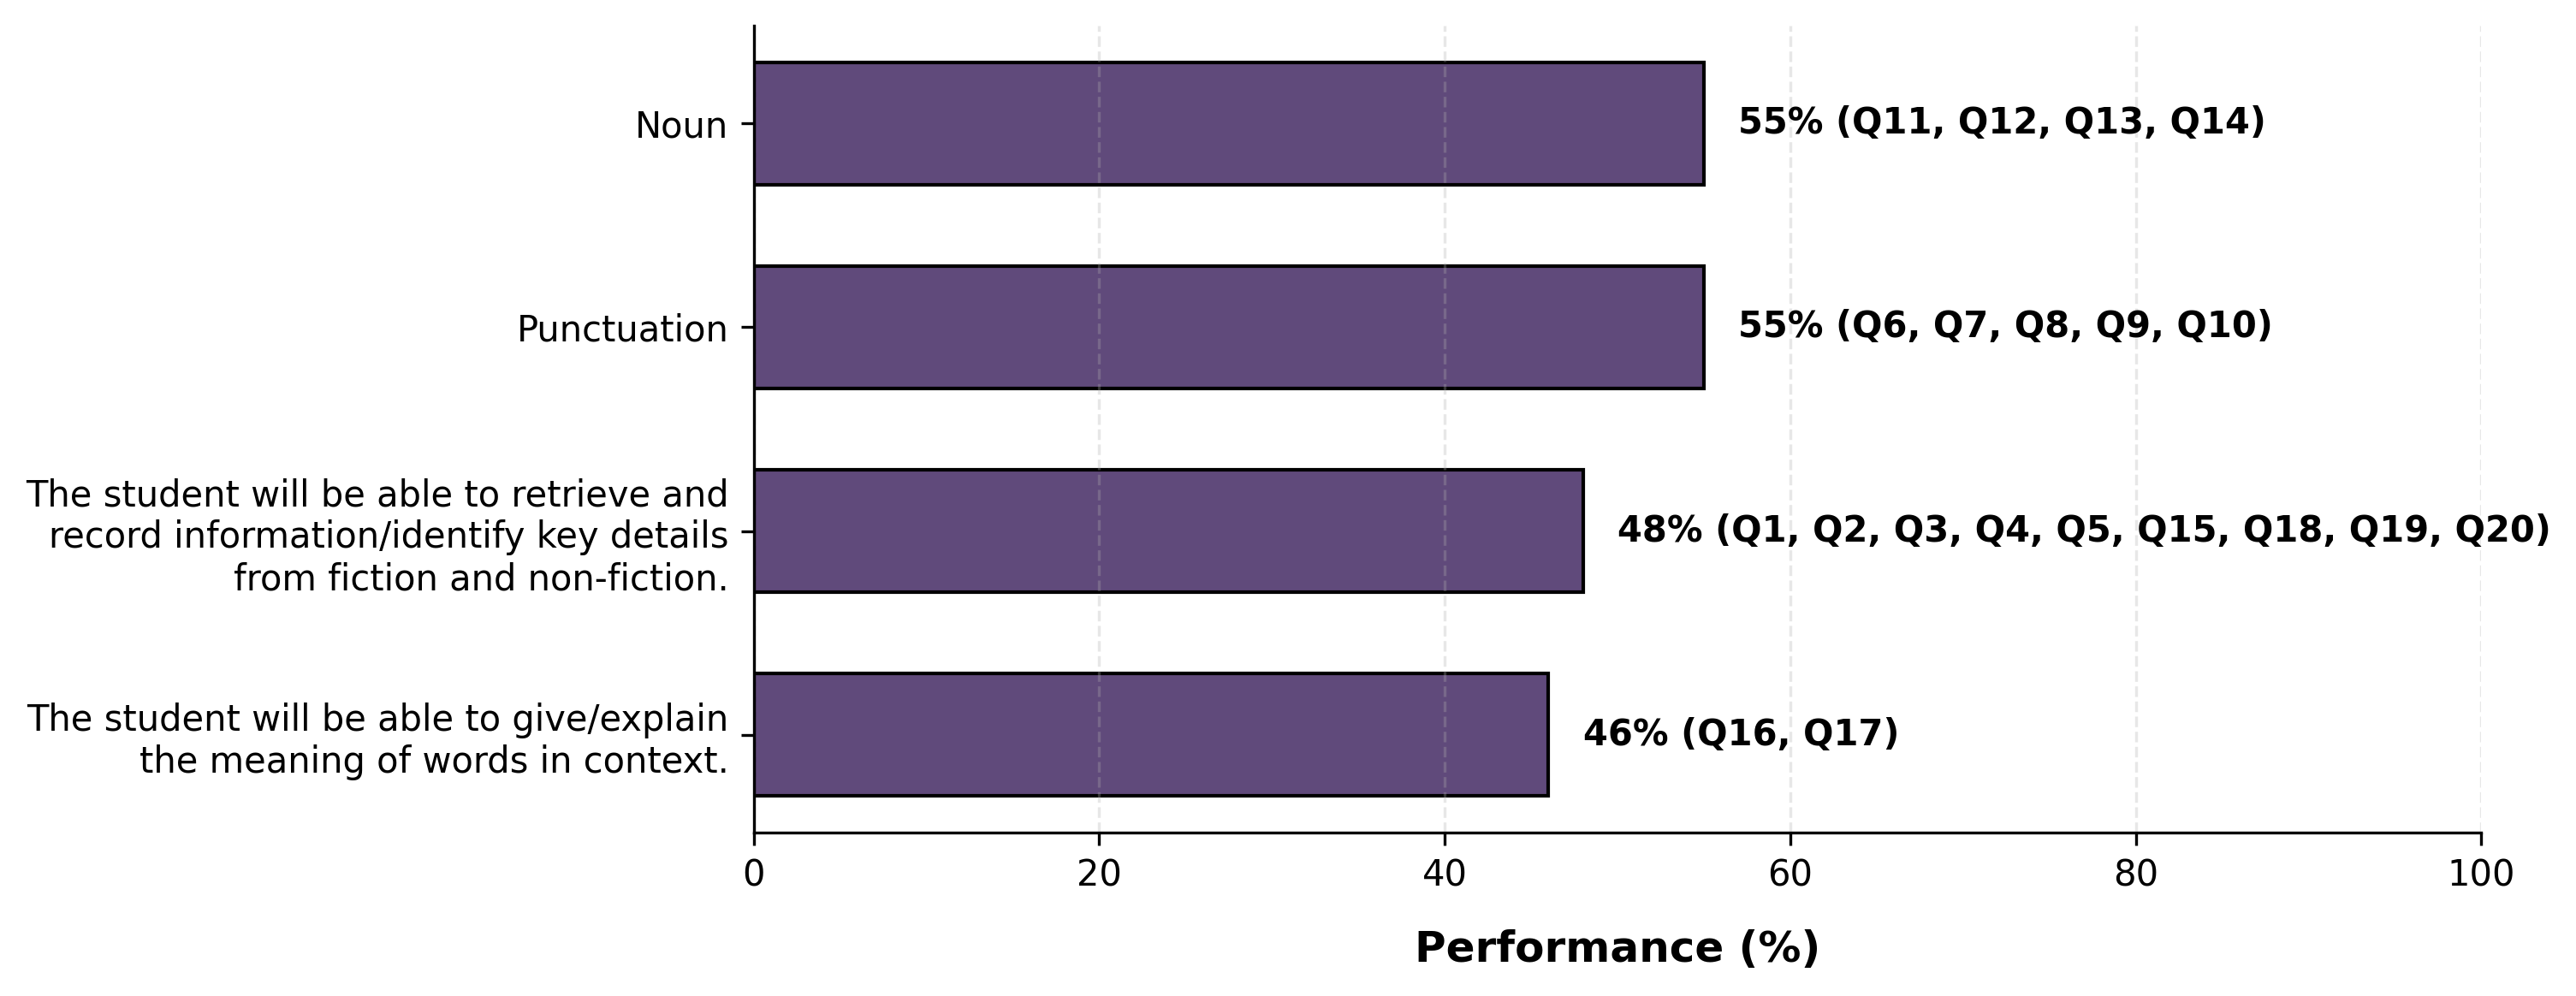 Noun
55% (Q11, Q12, Q13, Q14)
Punctuation
55% (Q6, Q7, Q8, Q9, Q10)
The student will be able to retrieve and
record information/identify key details
from fiction and non-fiction.
48% (Q1, Q2, Q3, Q4, Q5, Q15, Q18, Q19, Q20)
The student will be able to give/explain
the meaning of words in context.
46% (Q16, Q17)
0 20 40 60 80 100
Performance (%)